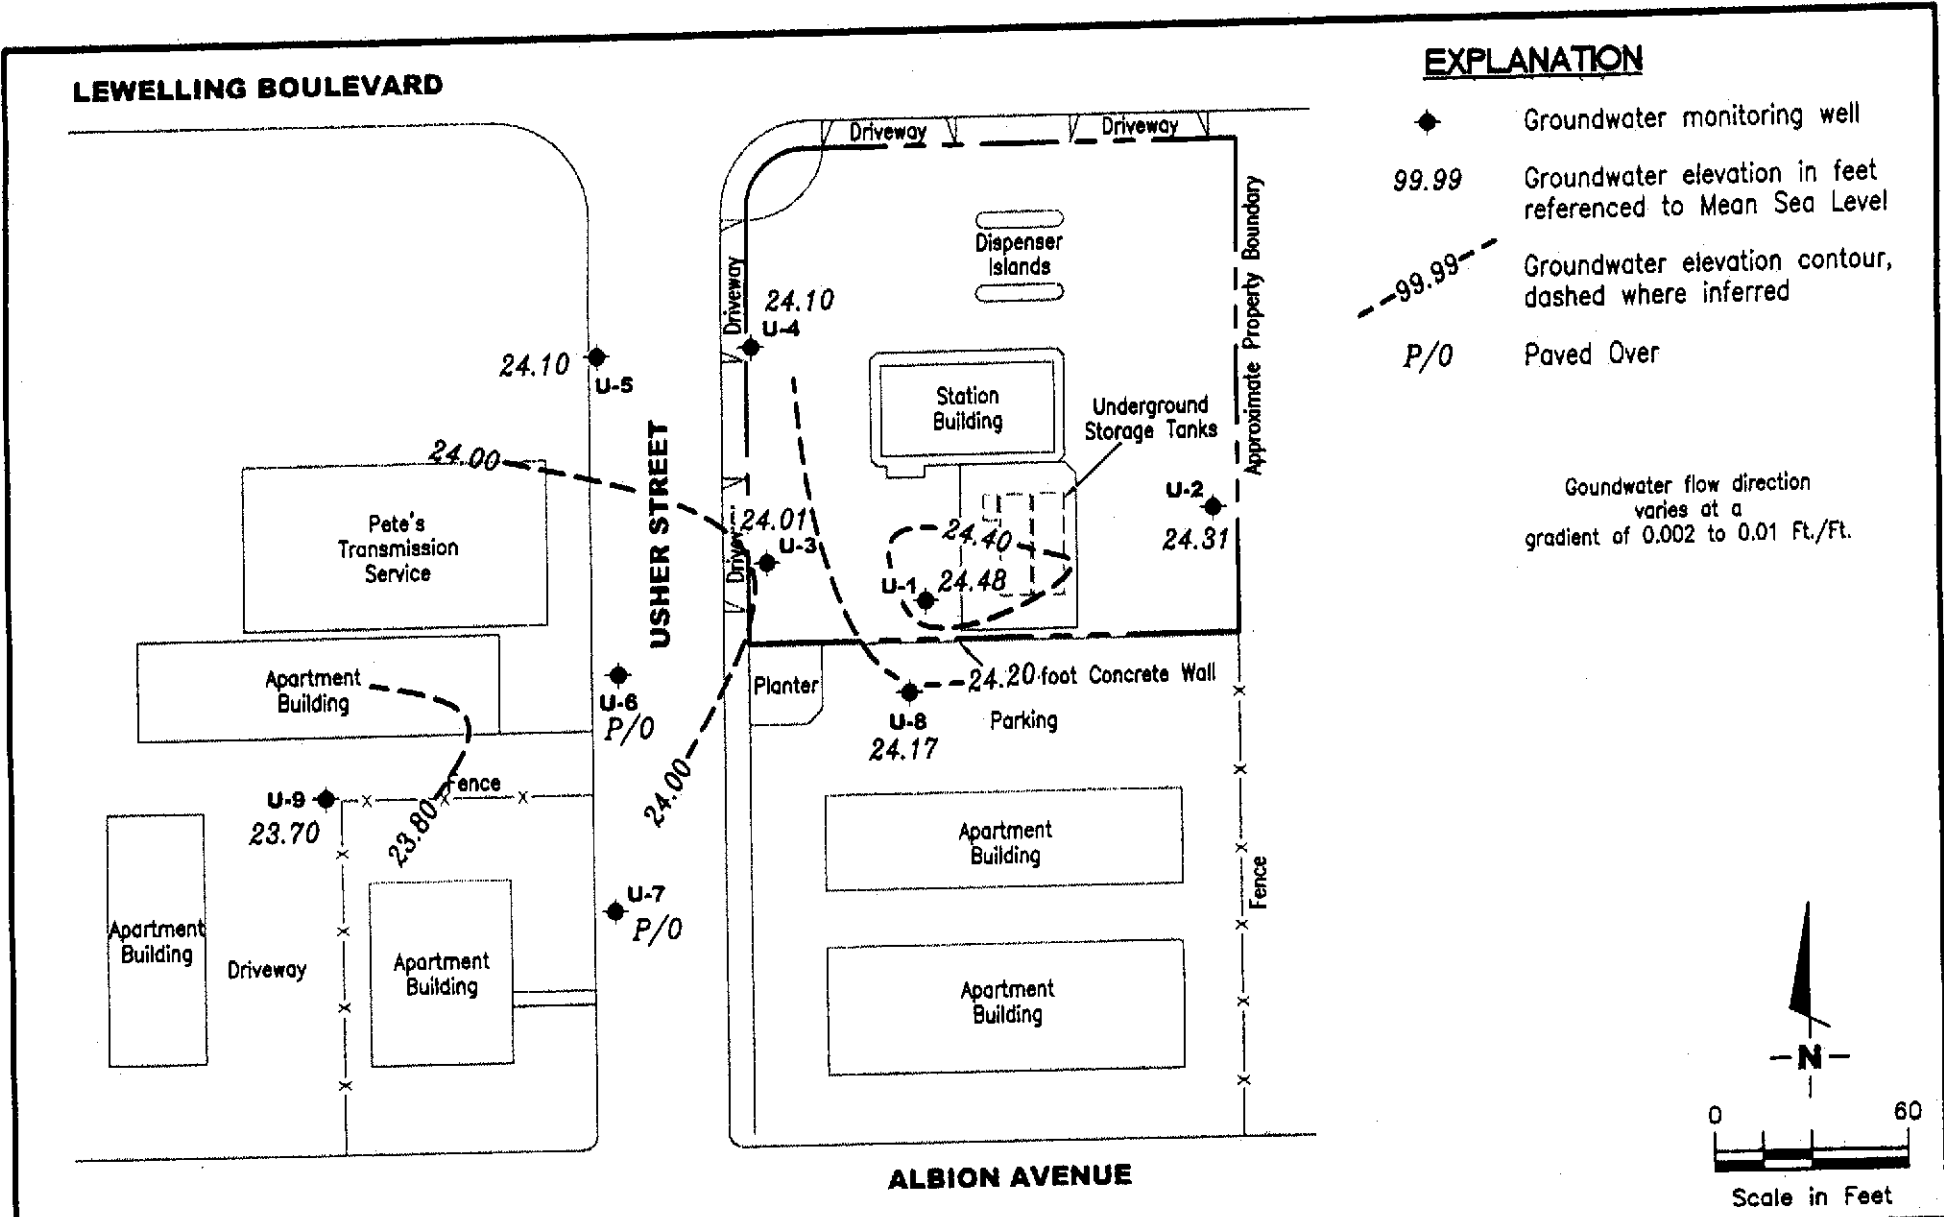 LEWELLING BOULEVARD
EXPLANATION
Groundwater monitoring well
99.99
Groundwater elevation in feet
referenced to Mean Sea Level
99.99
Groundwater elevation contour,
dashed where inferred
P/O
Paved Over
Goundwater flow direction
varies at a
gradient of 0.002 to 0.01 Ft./Ft.
Driveway
Driveway
Dispenser
Islands
Approximate Property Boundary
Driveway
24.10
U-4
24.10
U-5
Station
Building
Underground
Storage Tanks
24.00
USHER STREET
U-2
24.31
Pete's
Transmission
Service
24.01
U-3
24.40
U-1
24.48
Apartment
Building
U-6
P/O
Planter
24.20
foot Concrete Wall
U-8
24.17
Parking
24.00
Fence
U-9
23.70
23.80
Apartment
Building
Fence
U-7
P/O
Apartment
Building
Driveway
Apartment
Building
Apartment
Building
N
0
60
Scale in Feet
ALBION AVENUE